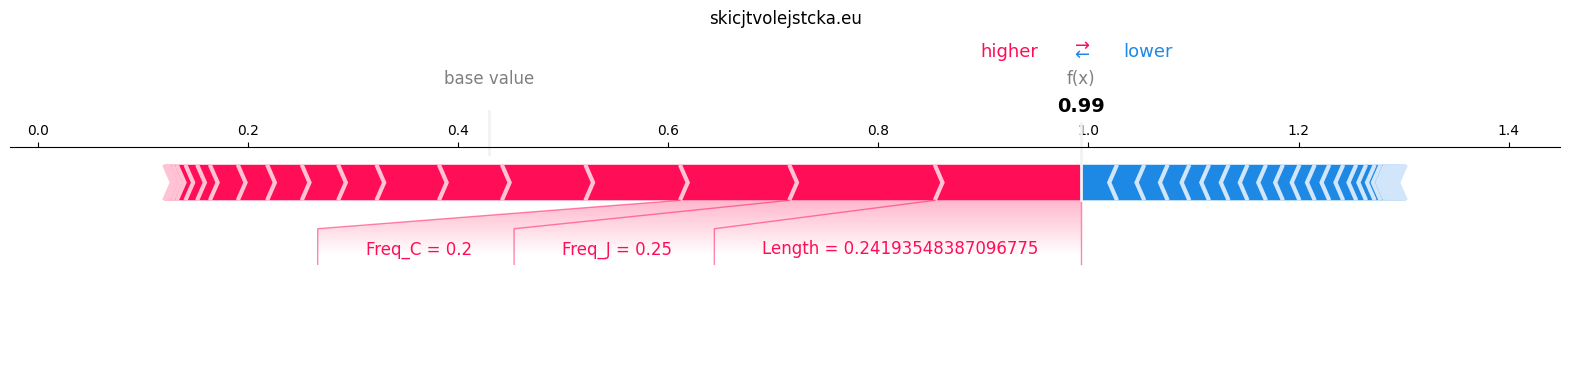 skicjtvolejstcka.eu
higher ⇄ lower
base value f(x)
0.99
0.0 0.2 0.4 0.6 0.8 1.0 1.2 1.4
Freq_C = 0.2 Freq_J = 0.25 Length = 0.24193548387096775